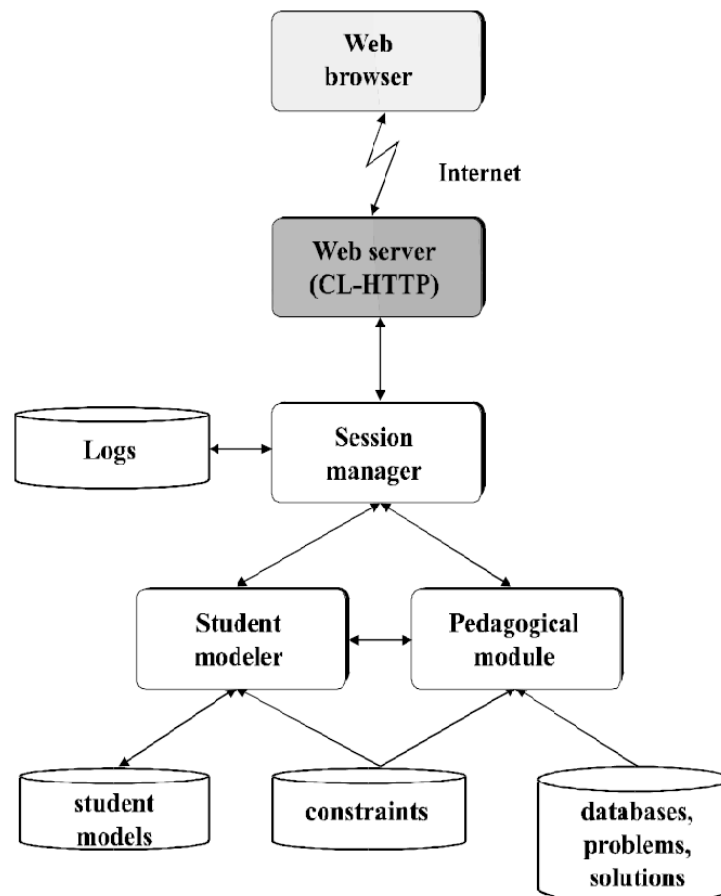 Web
browser
Internet
Web server
(CL-HTTP)
Logs
Session
manager
Student
modeler
Pedagogical
module
student
models
constraints
databases,
problems,
solutions